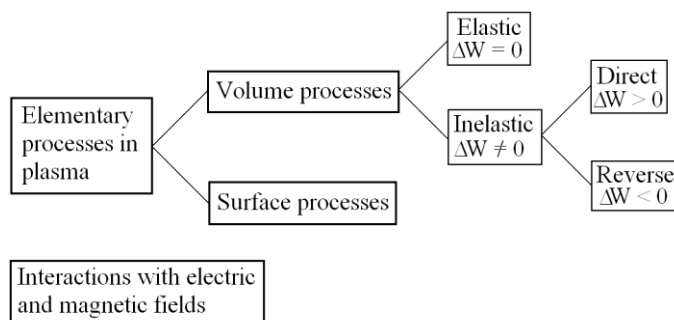 Elementary
processes in
plasma
Volume processes
Surface processes
Elastic
ΔW = 0
Inelastic
ΔW ≠ 0
Direct
ΔW > 0
Reverse
ΔW < 0
Interactions with electric
and magnetic fields